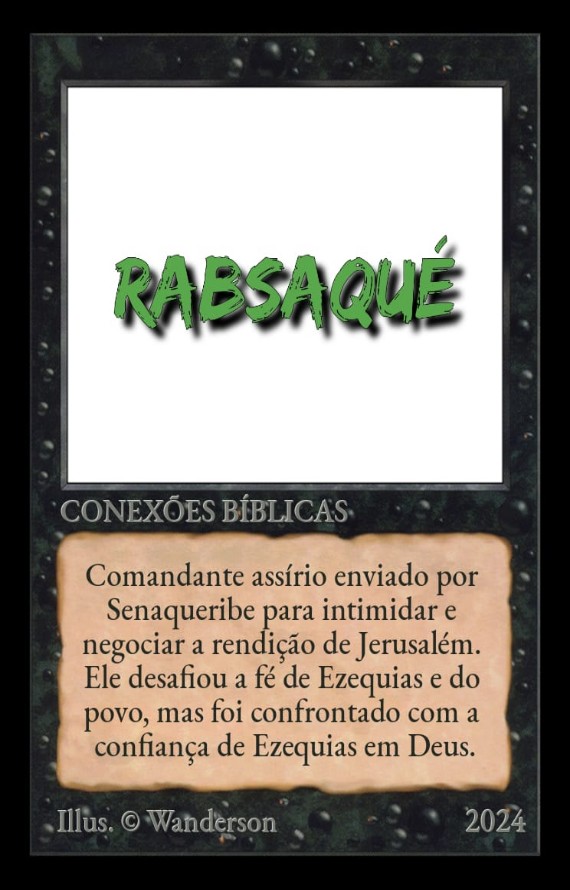 RABSAQUÉ
CONEXÕES BÍBLICAS
Comandante assírio enviado por
Senaqueribe para intimidar e
negociar a rendição de Jerusalém.
Ele desafiou a fé de Ezequias e do
povo, mas foi confrontado com a
confiança de Ezequias em Deus.
Illus. © Wanderson 2024